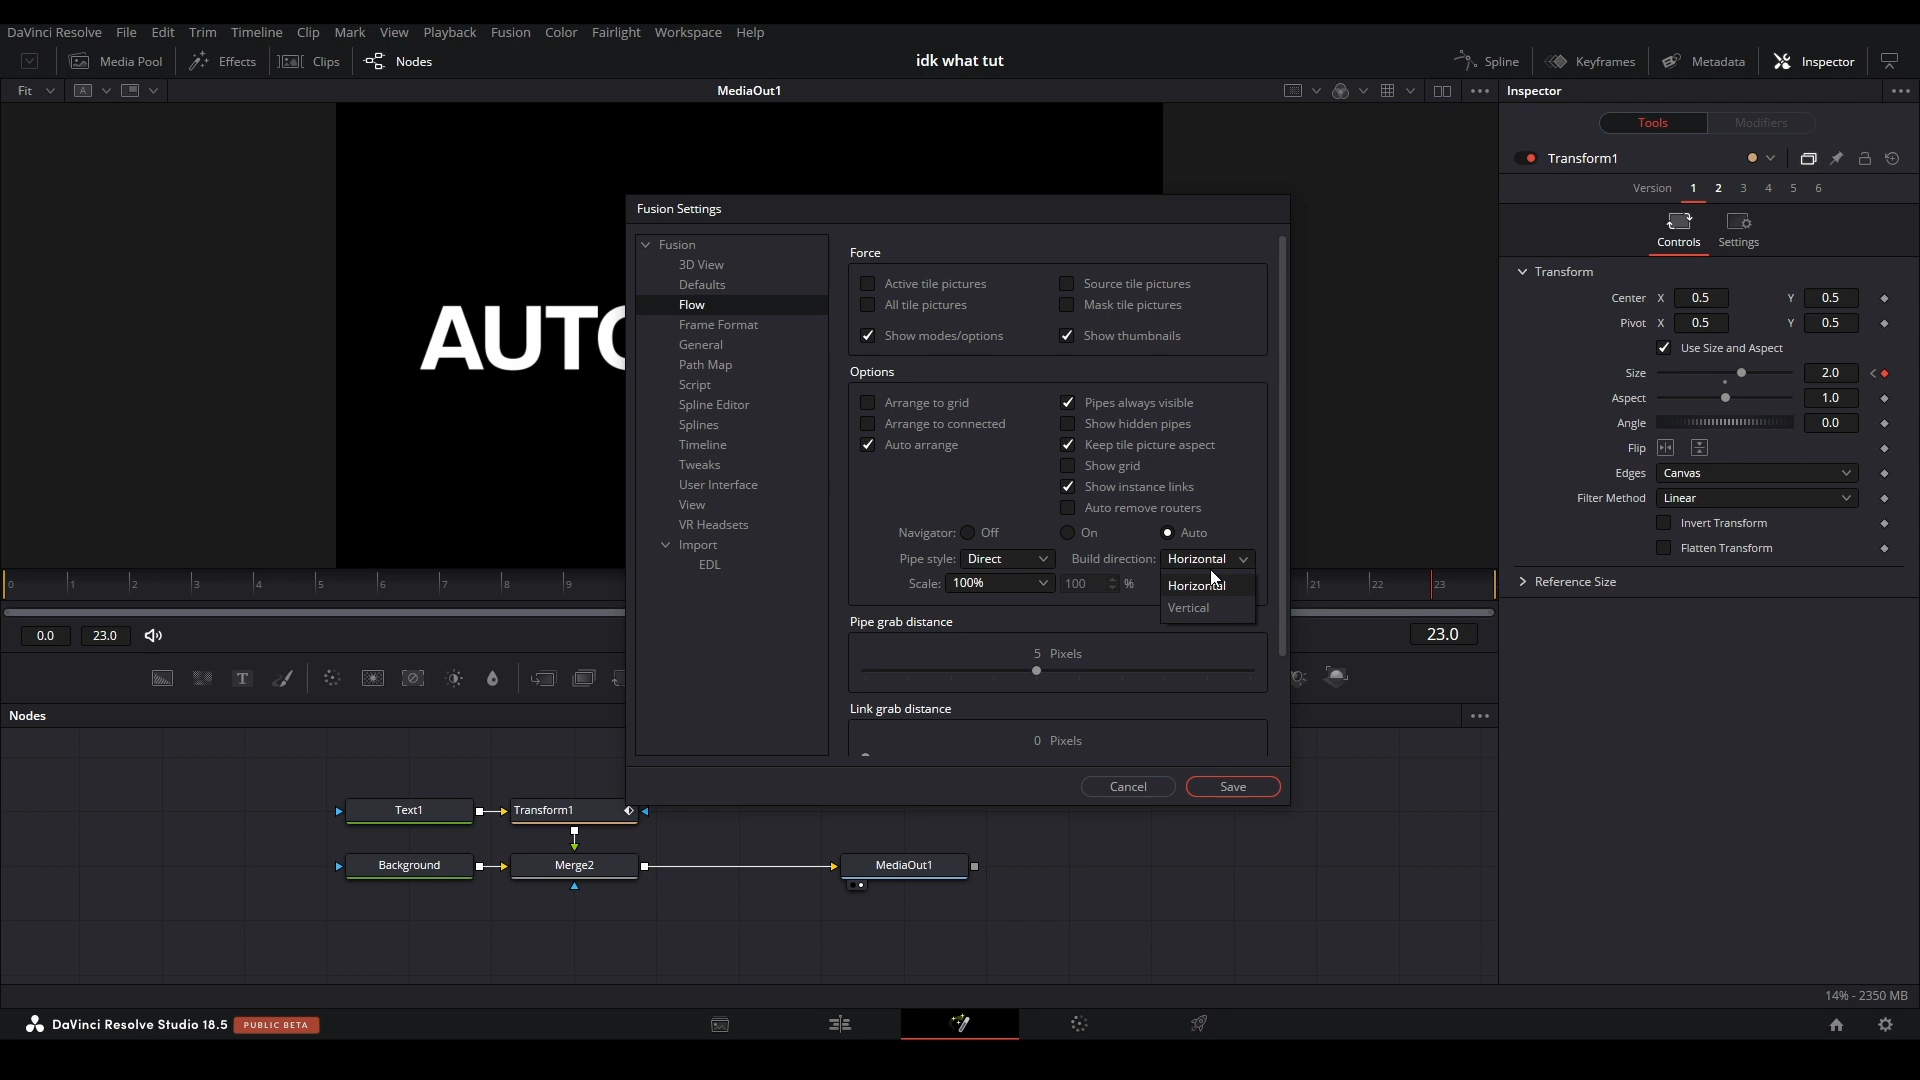 DaVinci Resolve File Edit Trim Timeline Clip Mark View Playback Fusion Color Fairlight Workspace Help
Media Pool Effects Clips Nodes idk what tut Spline Keyframes Metadata Inspector
Fit A MediaOut1 Inspector
Tools Modifiers
Transform1
Version 1 2 3 4 5 6
Controls Settings
Transform
Center X 0.5 Y 0.5
Pivot X 0.5 Y 0.5
Use Size and Aspect
Size 2.0
Aspect 1.0
Angle 0.0
Flip
Edges Canvas
Filter Method Linear
Invert Transform
Flatten Transform
Reference Size
AUTO
Fusion Settings
Fusion
3D View
Defaults
Flow
Frame Format
General
Path Map
Script
Spline Editor
Splines
Timeline
Tweaks
User Interface
View
VR Headsets
Import
EDL
Force
Active tile pictures Source tile pictures
All tile pictures Mask tile pictures
Show modes/options Show thumbnails
Options
Arrange to grid Pipes always visible
Arrange to connected Show hidden pipes
Auto arrange Keep tile picture aspect
Show grid
Show instance links
Auto remove routers
Navigator: Off On Auto
Pipe style: Direct Build direction: Horizontal
Scale: 100% 100 % Horizontal
Vertical
Pipe grab distance
5 Pixels
Link grab distance
0 Pixels
Cancel Save
0 1 2 3 4 5 6 7 8 9 21 22 23
0.0 23.0 23.0
T
Nodes
Text1 Transform1
Background Merge2 MediaOut1
14% - 2350 MB
DaVinci Resolve Studio 18.5 PUBLIC BETA